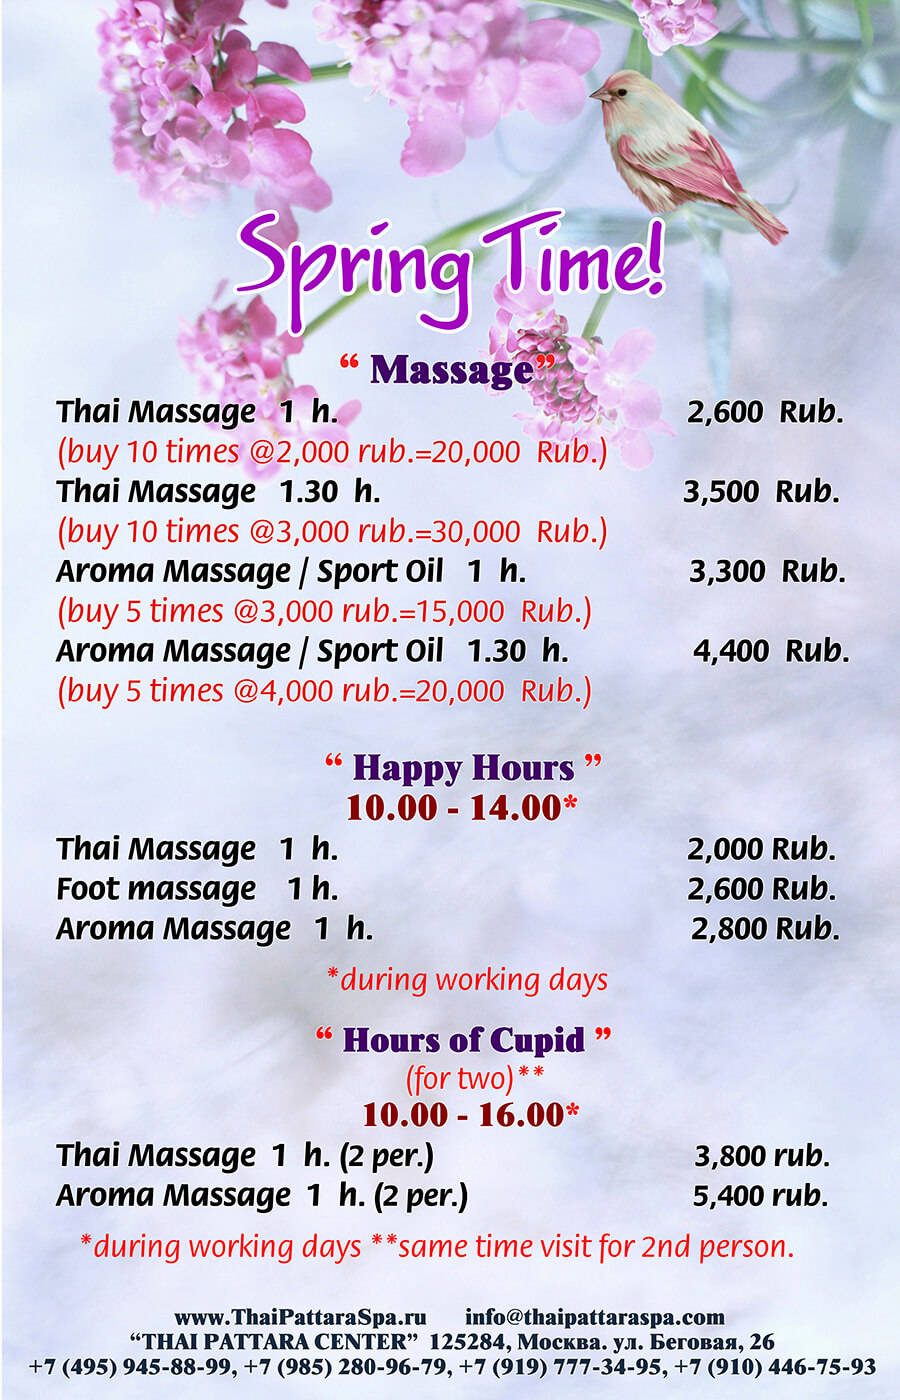 Spring Time!
“ Massage”
Thai Massage 1 h. 2,600 Rub.
(buy 10 times @2,000 rub.=20,000 Rub.)
Thai Massage 1.30 h. 3,500 Rub.
(buy 10 times @3,000 rub.=30,000 Rub.)
Aroma Massage / Sport Oil 1 h. 3,300 Rub.
(buy 5 times @3,000 rub.=15,000 Rub.)
Aroma Massage / Sport Oil 1.30 h. 4,400 Rub.
(buy 5 times @4,000 rub.=20,000 Rub.)
“ Happy Hours ”
10.00 - 14.00*
Thai Massage 1 h. 2,000 Rub.
Foot massage 1 h. 2,600 Rub.
Aroma Massage 1 h. 2,800 Rub.
*during working days
“ Hours of Cupid ”
(for two)**
10.00 - 16.00*
Thai Massage 1 h. (2 per.) 3,800 rub.
Aroma Massage 1 h. (2 per.) 5,400 rub.
*during working days **same time visit for 2nd person.
www.ThaiPattaraSpa.ru info@thaipattaraspa.com
“THAI PATTARA CENTER” 125284, Москва. ул. Беговая, 26
+7 (495) 945-88-99, +7 (985) 280-96-79, +7 (919) 777-34-95, +7 (910) 446-75-93